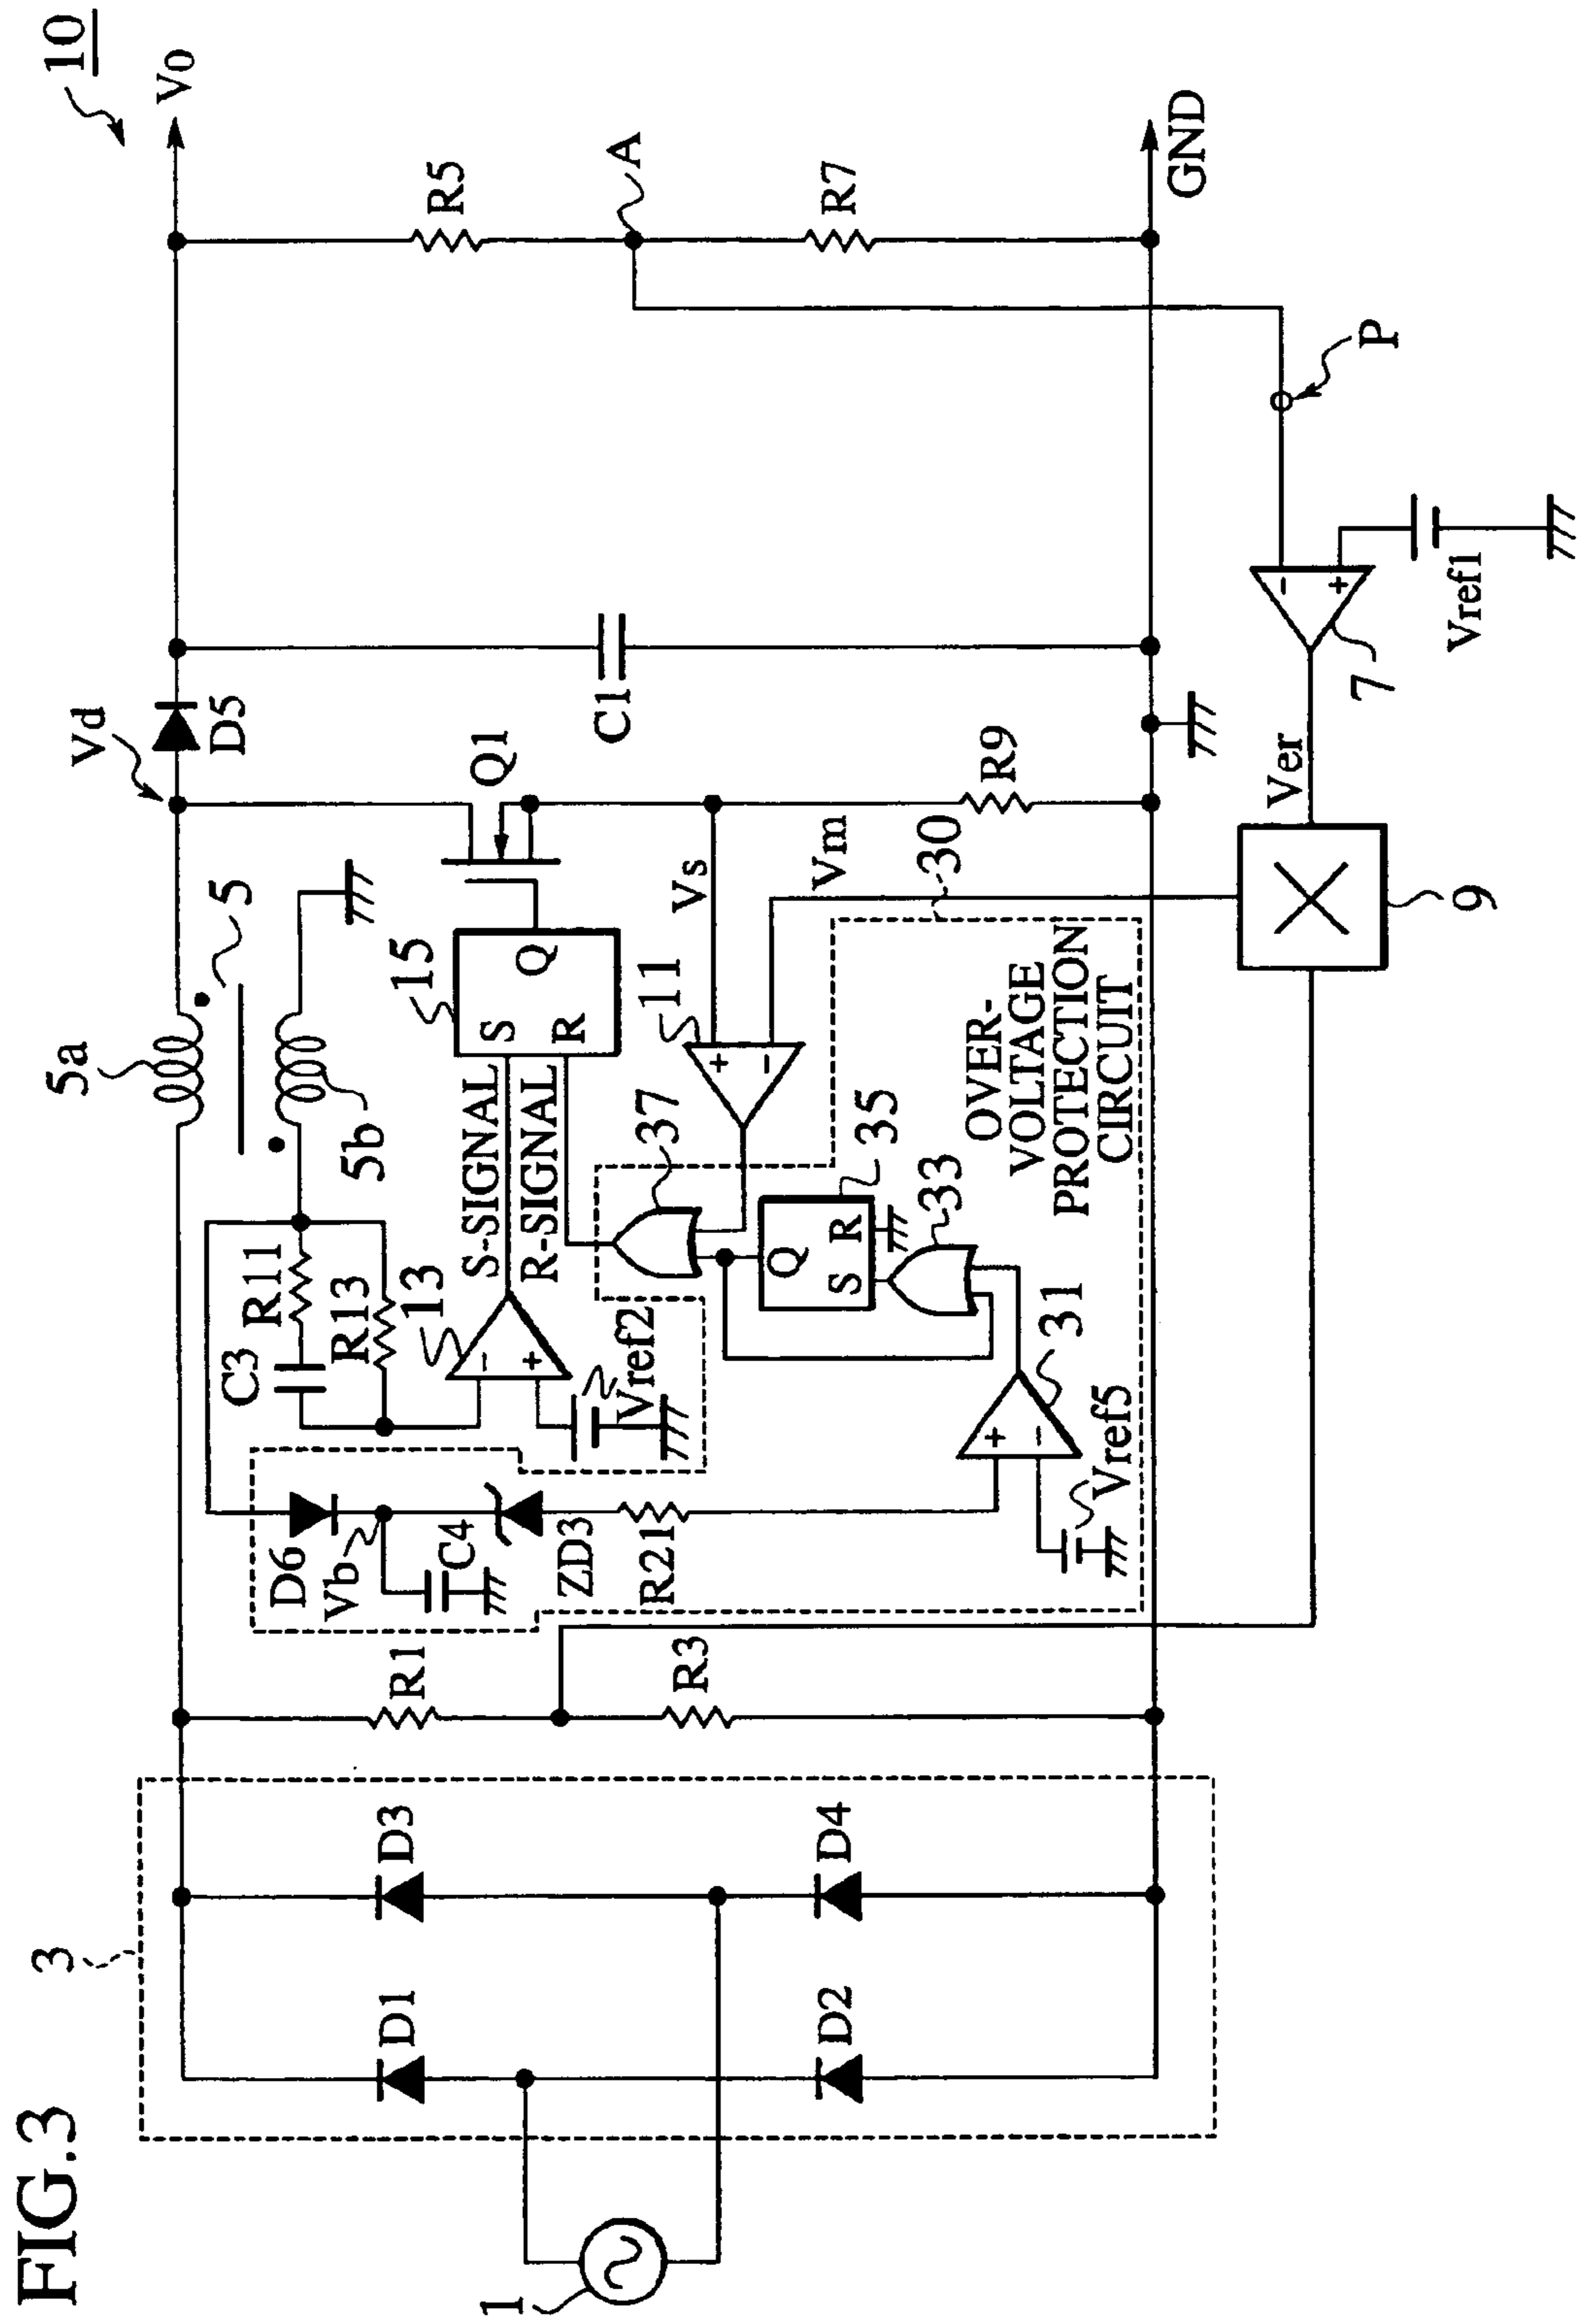 FIG.3
10
3
1
D1
D3
D2
D4
R1
R3
5a
5
5b
Vd
D5
Vo
C3
R11
R13
13
-
+
Vref2
S-SIGNAL
R-SIGNAL
15
S
R
Q
Q1
D6
Vb
C4
ZD3
R21
37
11
+
-
Vs
Vm
R9
30
C1
R5
A
R7
GND
35
Q
S
R
33
31
+
-
Vref5
OVER-
VOLTAGE
PROTECTION
CIRCUIT
9
Ver
7
-
+
Vref1
P